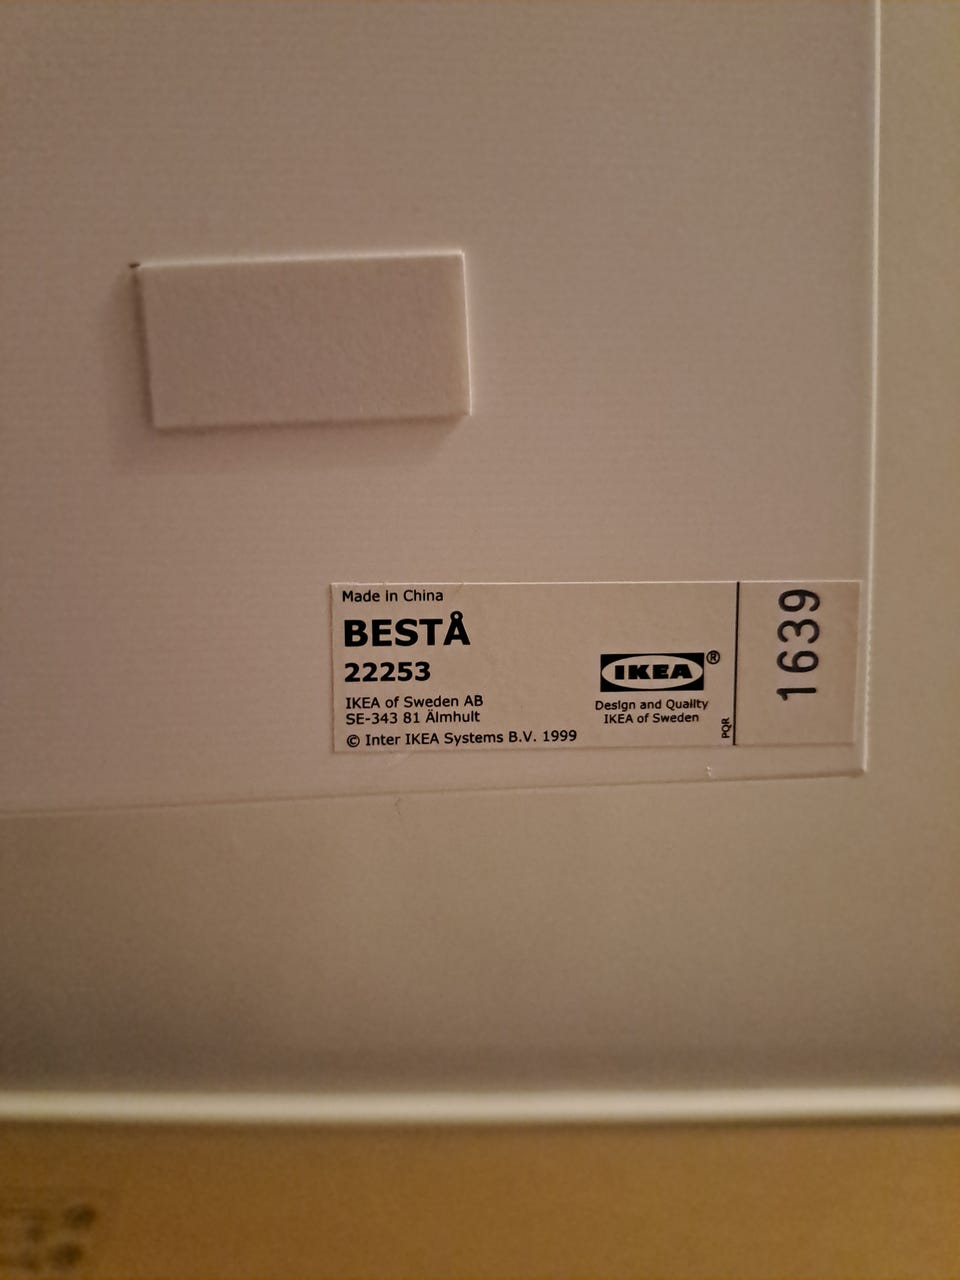 Made in China
BESTÅ
22253
IKEA of Sweden AB
SE-343 81 Älmhult
© Inter IKEA Systems B.V. 1999
IKEA®
Design and Quality
IKEA of Sweden
PQR
1639